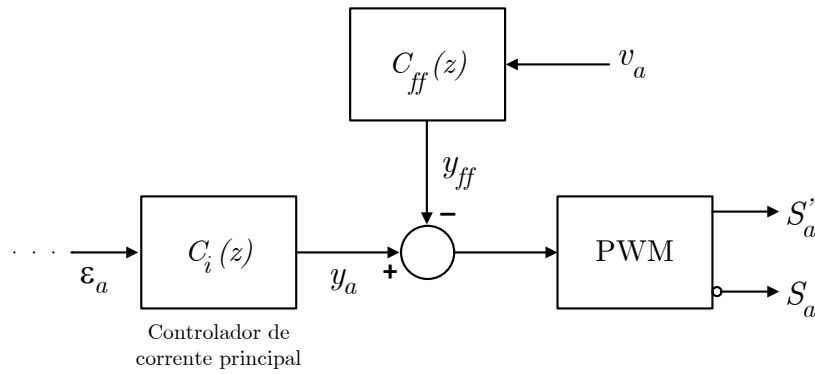 C_ff(z)
v_a
y_ff
−
· · · ·
ε_a
C_i(z)
y_a
+
PWM
S'_a
S_a
Controlador de
corrente principal